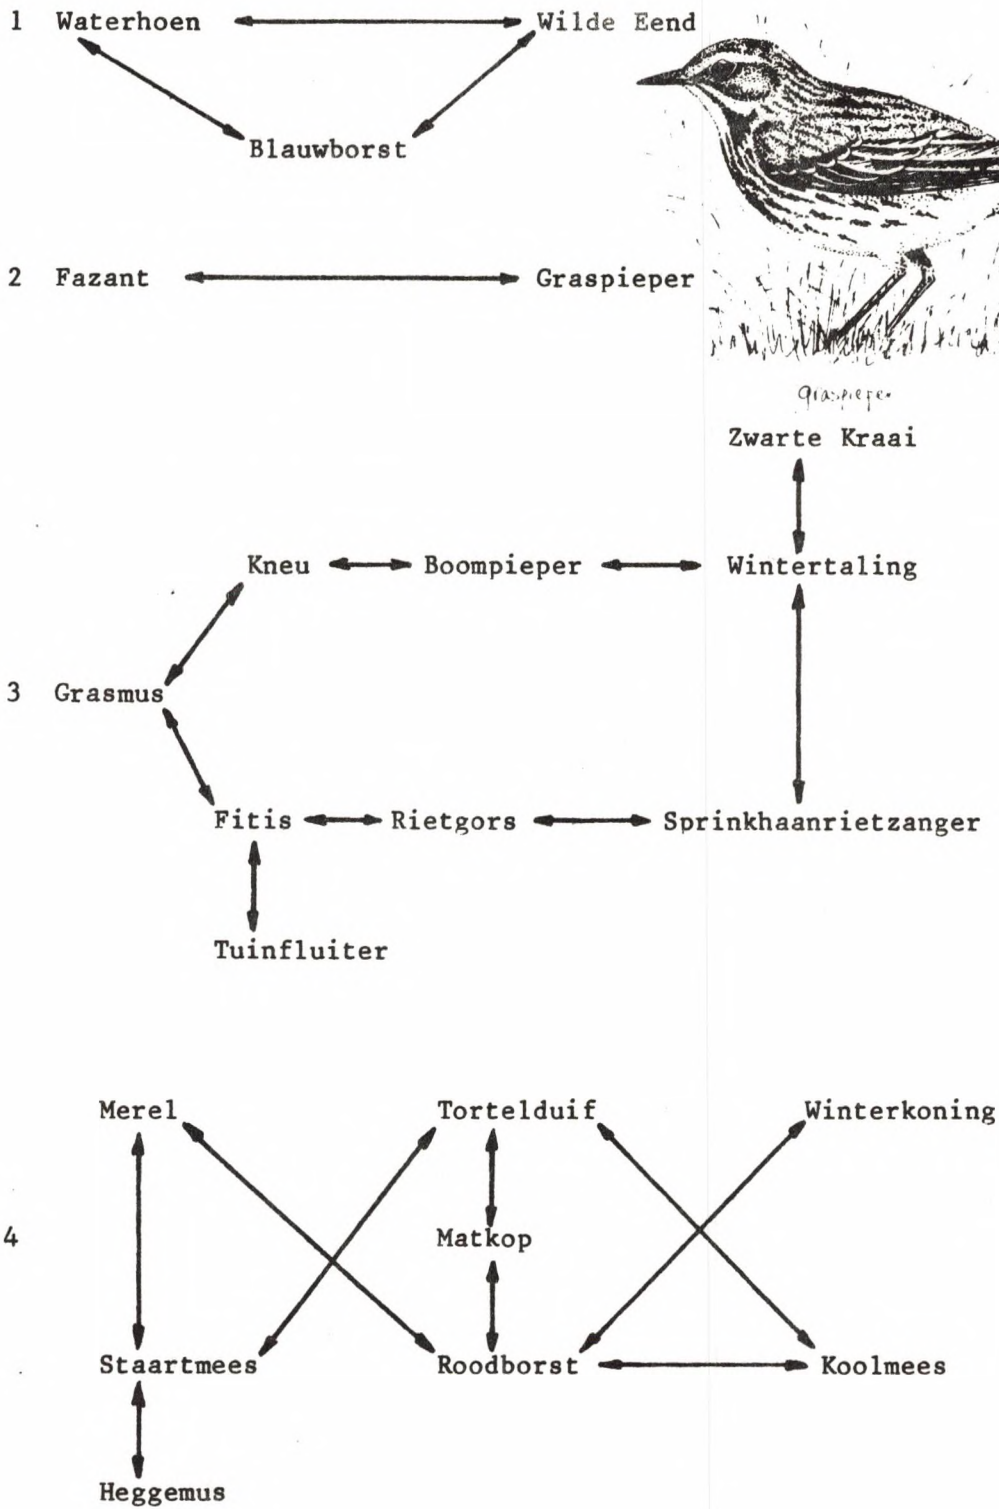 1 Waterhoen Wilde Eend
Blauwborst
2 Fazant Graspieper
graspieper
Zwarte Kraai
Kneu Boompieper Wintertaling
3 Grasmus
Fitis Rietgors Sprinkhaanrietzanger
Tuinfluiter
Merel Tortelduif Winterkoning
4 Matkop
Staartmees Roodborst Koolmees
Heggemus